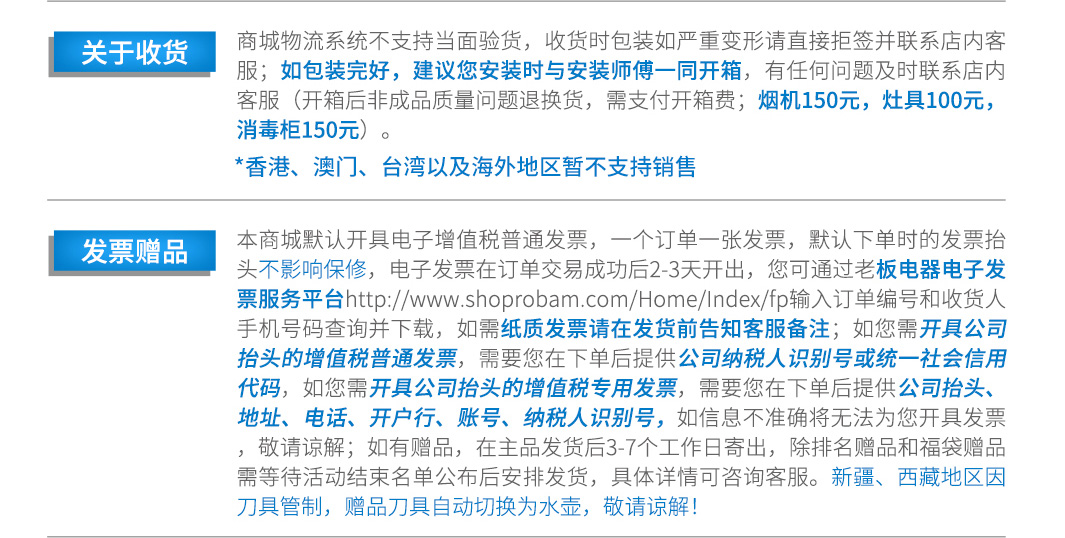 关于收货
商城物流系统不支持当面验货，收货时包装如严重变形请直接拒签并联系店内客
服；如包装完好，建议您安装时与安装师傅一同开箱，有任何问题及时联系店内
客服（开箱后非成品质量问题退换货，需支付开箱费；烟机150元，灶具100元，
消毒柜150元）。
*香港、澳门、台湾以及海外地区暂不支持销售
发票赠品
本商城默认开具电子增值税普通发票，一个订单一张发票，默认下单时的发票抬
头不影响保修，电子发票在订单交易成功后2-3天开出，您可通过老板电器电子发
票服务平台http://www.shoprobam.com/Home/Index/fp输入订单编号和收货人
手机号码查询并下载，如需纸质发票请在发货前告知客服备注；如您需开具公司
抬头的增值税普通发票，需要您在下单后提供公司纳税人识别号或统一社会信用
代码，如您需开具公司抬头的增值税专用发票，需要您在下单后提供公司抬头、
地址、电话、开户行、账号、纳税人识别号，如信息不准确将无法为您开具发票
，敬请谅解；如有赠品，在主品发货后3-7个工作日寄出，除排名赠品和福袋赠品
需等待活动结束名单公布后安排发货，具体详情可咨询客服。新疆、西藏地区因
刀具管制，赠品刀具自动切换为水壶，敬请谅解！